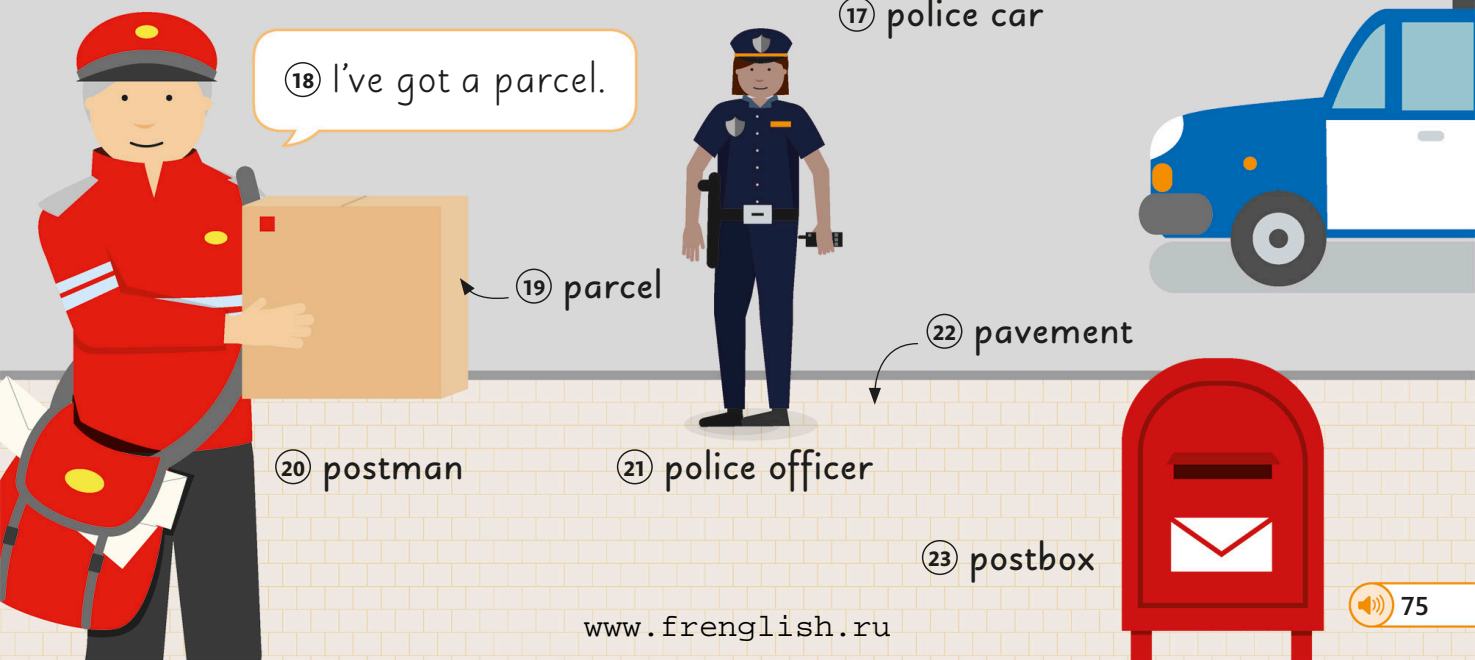 17 police car
18 I've got a parcel.
19 parcel
22 pavement
20 postman
21 police officer
23 postbox
75
www.frenglish.ru